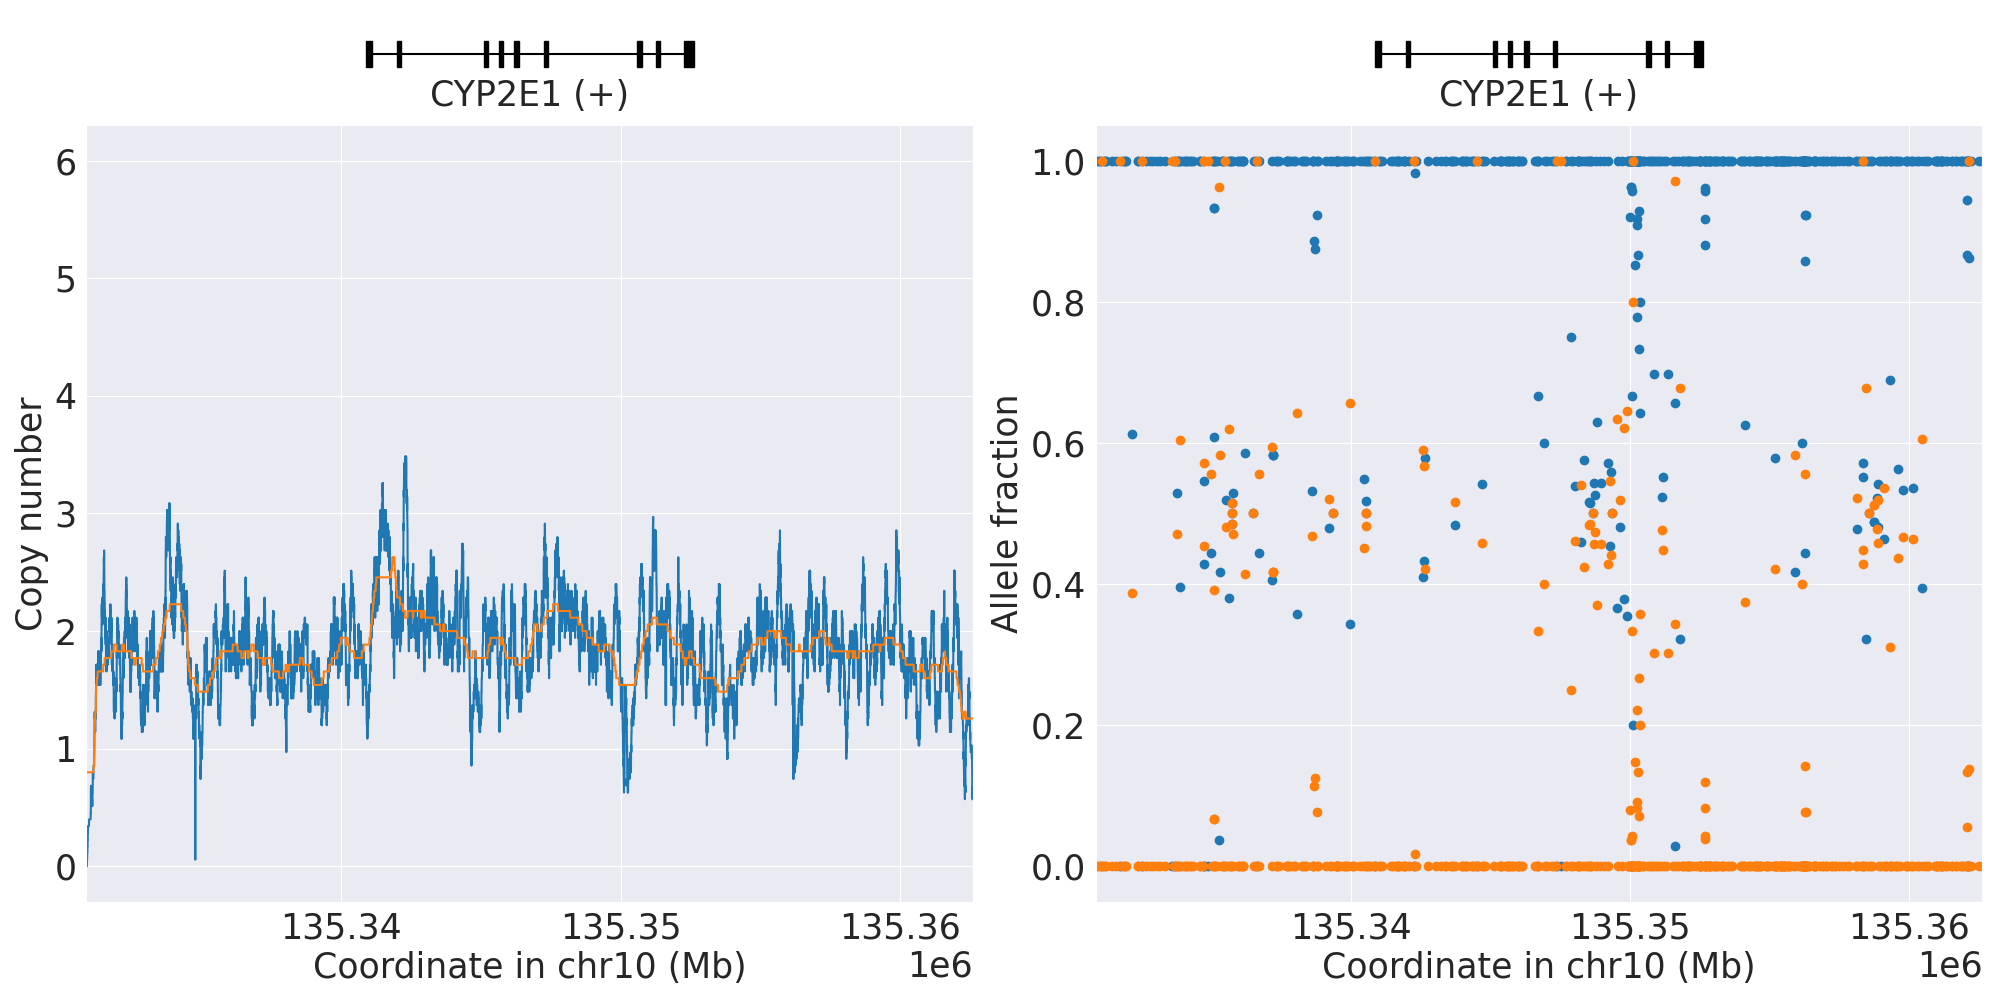 CYP2E1 (+)
6
5
4
3
2
1
0
Copy number
135.34
135.35
135.36
Coordinate in chr10 (Mb)
1e6
CYP2E1 (+)
1.0
0.8
0.6
0.4
0.2
0.0
Allele fraction
135.34
135.35
135.36
Coordinate in chr10 (Mb)
1e6